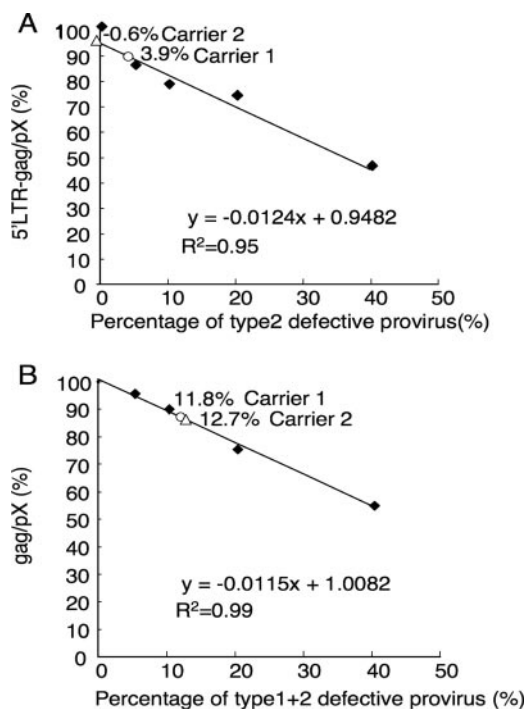 A
5'LTR-gag/pX (%)
100
90
80
70
60
50
40
30
20
10
0
-0.6% Carrier 2
3.9% Carrier 1
y = -0.0124x + 0.9482
R²=0.95
0 10 20 30 40 50
Percentage of type2 defective provirus(%)
B
gag/pX (%)
100
90
80
70
60
50
40
30
20
10
0
11.8% Carrier 1
12.7% Carrier 2
y = -0.0115x + 1.0082
R²=0.99
0 10 20 30 40 50
Percentage of type1+2 defective provirus (%)